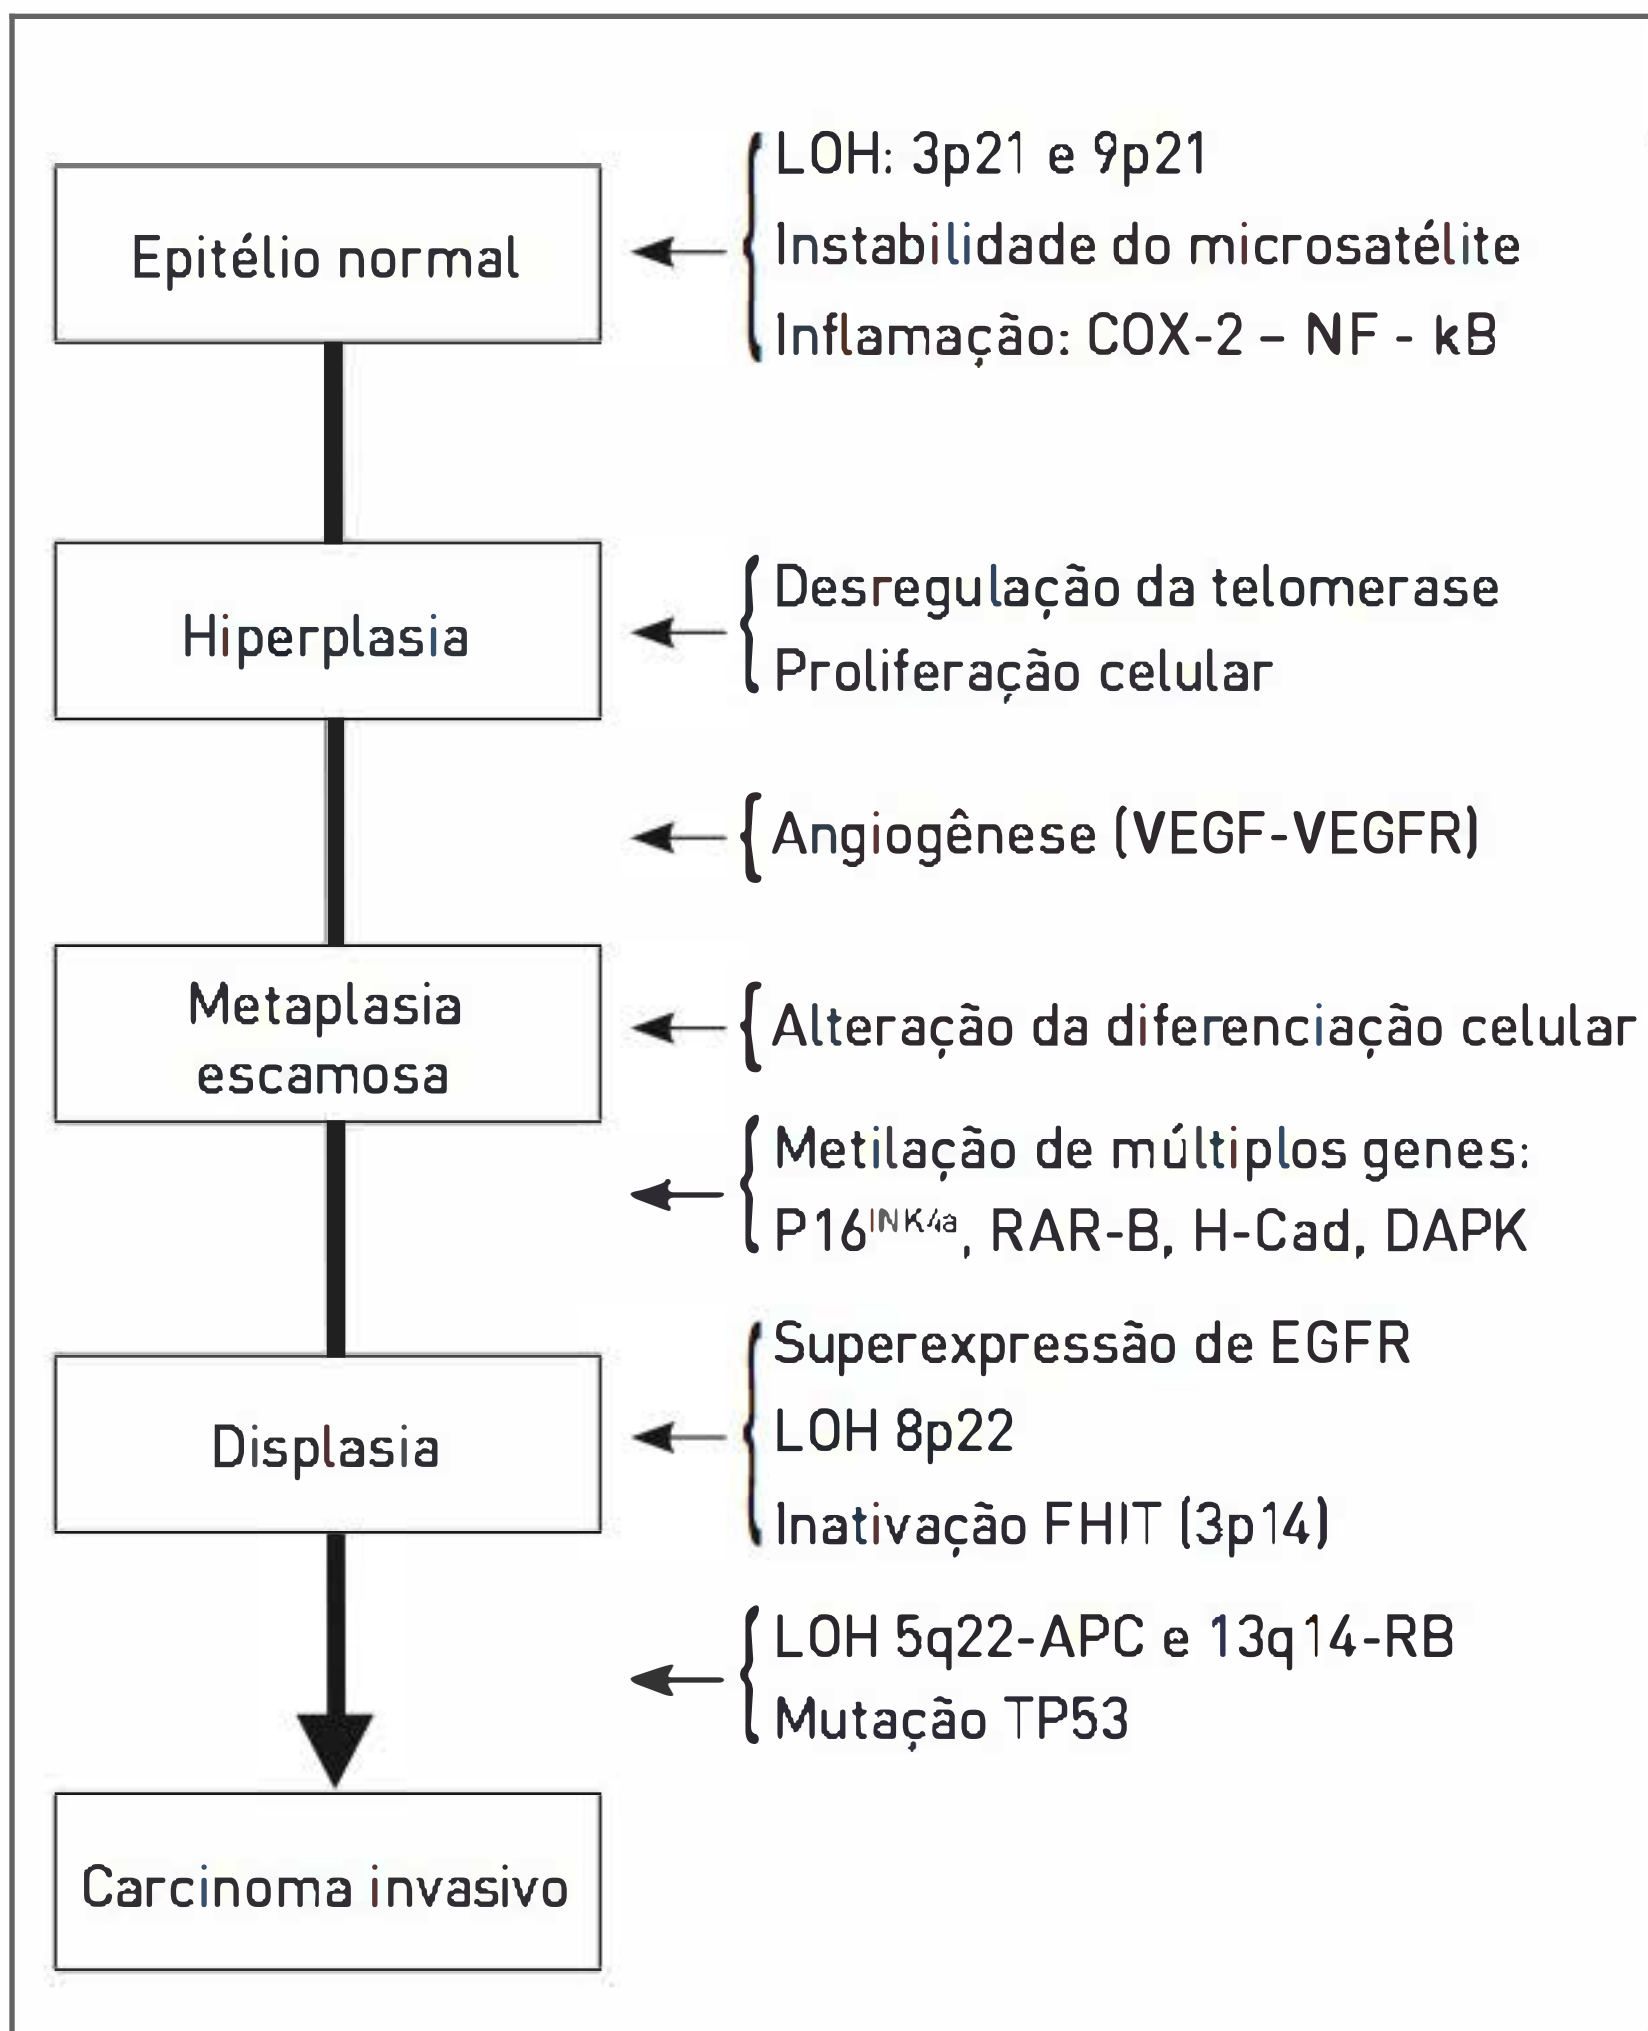 LOH: 3p21 e 9p21
Epitélio normal
Instabilidade do microsatélite
Inflamação: COX-2 – NF - kB
Hiperplasia
Desregulação da telomerase
Proliferação celular
Angiogênese (VEGF-VEGFR)
Metaplasia
escamosa
Alteração da diferenciação celular
Metilação de múltiplos genes:
P16INK4a, RAR-B, H-Cad, DAPK
Displasia
Superexpressão de EGFR
LOH 8p22
Inativação FHIT (3p14)
LOH 5q22-APC e 13q14-RB
Mutação TP53
Carcinoma invasivo